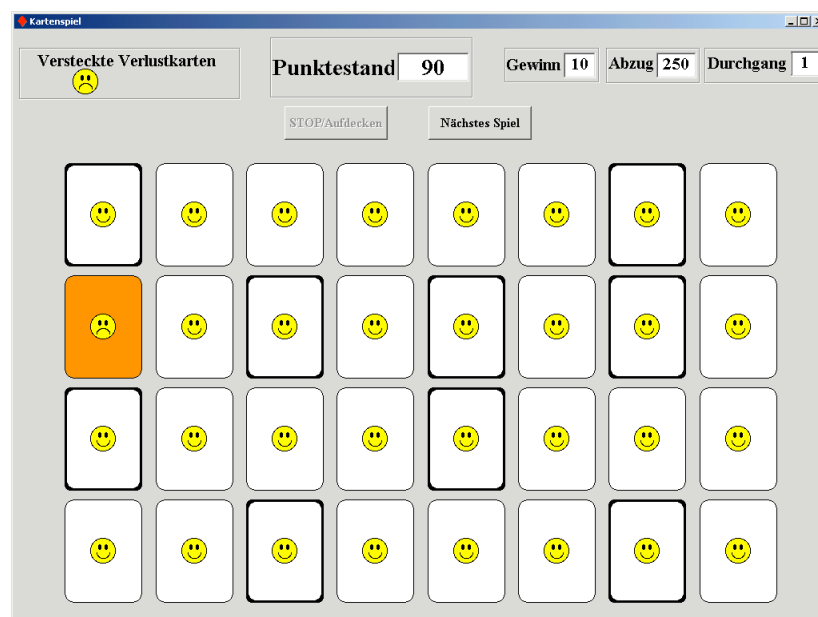 Kartenspiel
Versteckte Verlustkarten
Punktestand 90
Gewinn 10
Abzug 250
Durchgang 1
STOP/Aufdecken
Nächstes Spiel